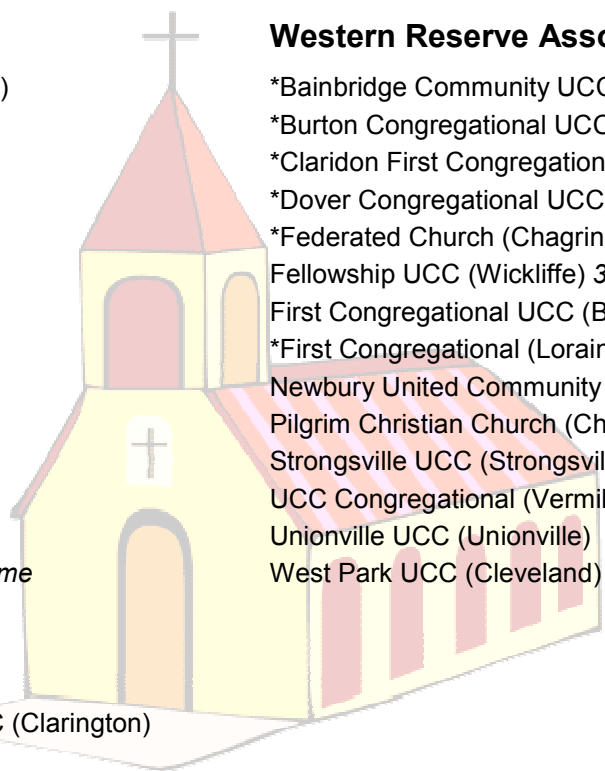 Western Reserve Asso
)
*Bainbridge Community UCC
*Burton Congregational UCC
*Claridon First Congregation
*Dover Congregational UCC
*Federated Church (Chagrin
Fellowship UCC (Wickliffe) 3
First Congregational UCC (B
*First Congregational (Lorain
Newbury United Community
Pilgrim Christian Church (Ch
Strongsville UCC (Strongsvil
UCC Congregational (Vermil
Unionville UCC (Unionville)
me
West Park UCC (Cleveland)
C (Clarington)